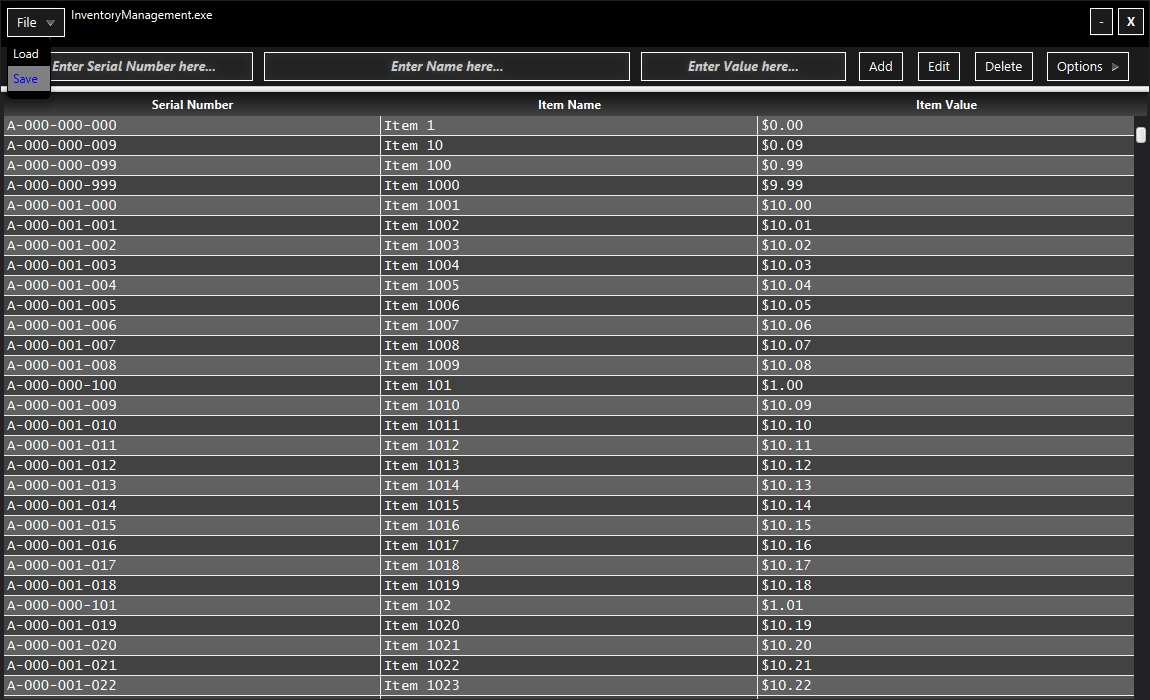 File InventoryManagement.exe - X
Load
Save
Enter Serial Number here... Enter Name here... Enter Value here... Add Edit Delete Options
Serial Number Item Name Item Value
A-000-000-000 Item 1 $0.00
A-000-000-009 Item 10 $0.09
A-000-000-099 Item 100 $0.99
A-000-000-999 Item 1000 $9.99
A-000-001-000 Item 1001 $10.00
A-000-001-001 Item 1002 $10.01
A-000-001-002 Item 1003 $10.02
A-000-001-003 Item 1004 $10.03
A-000-001-004 Item 1005 $10.04
A-000-001-005 Item 1006 $10.05
A-000-001-006 Item 1007 $10.06
A-000-001-007 Item 1008 $10.07
A-000-001-008 Item 1009 $10.08
A-000-000-100 Item 101 $1.00
A-000-001-009 Item 1010 $10.09
A-000-001-010 Item 1011 $10.10
A-000-001-011 Item 1012 $10.11
A-000-001-012 Item 1013 $10.12
A-000-001-013 Item 1014 $10.13
A-000-001-014 Item 1015 $10.14
A-000-001-015 Item 1016 $10.15
A-000-001-016 Item 1017 $10.16
A-000-001-017 Item 1018 $10.17
A-000-001-018 Item 1019 $10.18
A-000-000-101 Item 102 $1.01
A-000-001-019 Item 1020 $10.19
A-000-001-020 Item 1021 $10.20
A-000-001-021 Item 1022 $10.21
A-000-001-022 Item 1023 $10.22